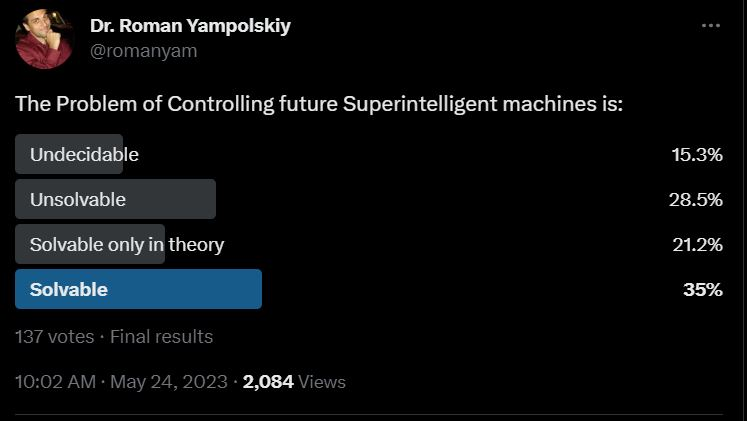 Dr. Roman Yampolskiy
@romanyam
The Problem of Controlling future Superintelligent machines is:
Undecidable 15.3%
Unsolvable 28.5%
Solvable only in theory 21.2%
Solvable 35%
137 votes · Final results
10:02 AM · May 24, 2023 · 2,084 Views